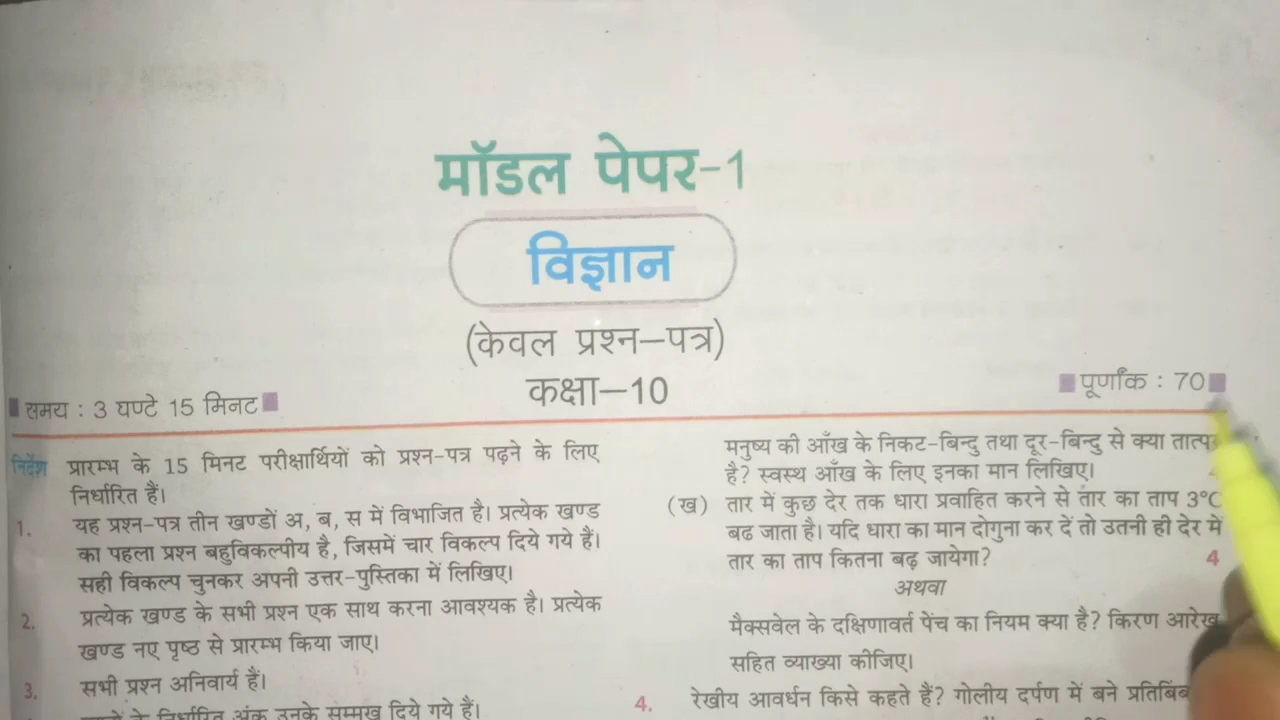 मॉडल पेपर-1
विज्ञान
(केवल प्रश्न–पत्र)
कक्षा–10
समय : 3 घण्टे 15 मिनट
पूर्णांक : 70
निर्देश प्रारम्भ के 15 मिनट परीक्षार्थियों को प्रश्न-पत्र पढ़ने के लिए
निर्धारित हैं।
1. यह प्रश्न-पत्र तीन खण्डों अ, ब, स में विभाजित है। प्रत्येक खण्ड
का पहला प्रश्न बहुविकल्पीय है, जिसमें चार विकल्प दिये गये हैं।
सही विकल्प चुनकर अपनी उत्तर-पुस्तिका में लिखिए।
2. प्रत्येक खण्ड के सभी प्रश्न एक साथ करना आवश्यक है। प्रत्येक
खण्ड नए पृष्ठ से प्रारम्भ किया जाए।
3. सभी प्रश्न अनिवार्य हैं।
के निर्धारित अंक उनके सम्मुख दिये गये हैं।
मनुष्य की आँख के निकट-बिन्दु तथा दूर-बिन्दु से क्या
है? स्वस्थ आँख के लिए इनका मान लिखिए।
(ख) तार में कुछ देर तक धारा प्रवाहित करने से तार का ताप 3°C
बढ जाता है। यदि धारा का मान दोगुना कर दें तो उतनी ही देर में
तार का ताप कितना बढ़ जायेगा? 4
अथवा
मैक्सवेल के दक्षिणावर्त पेंच का नियम क्या है? किरण आरेख
सहित व्याख्या कीजिए।
4. रेखीय आवर्धन किसे कहते हैं? गोलीय दर्पण में बने